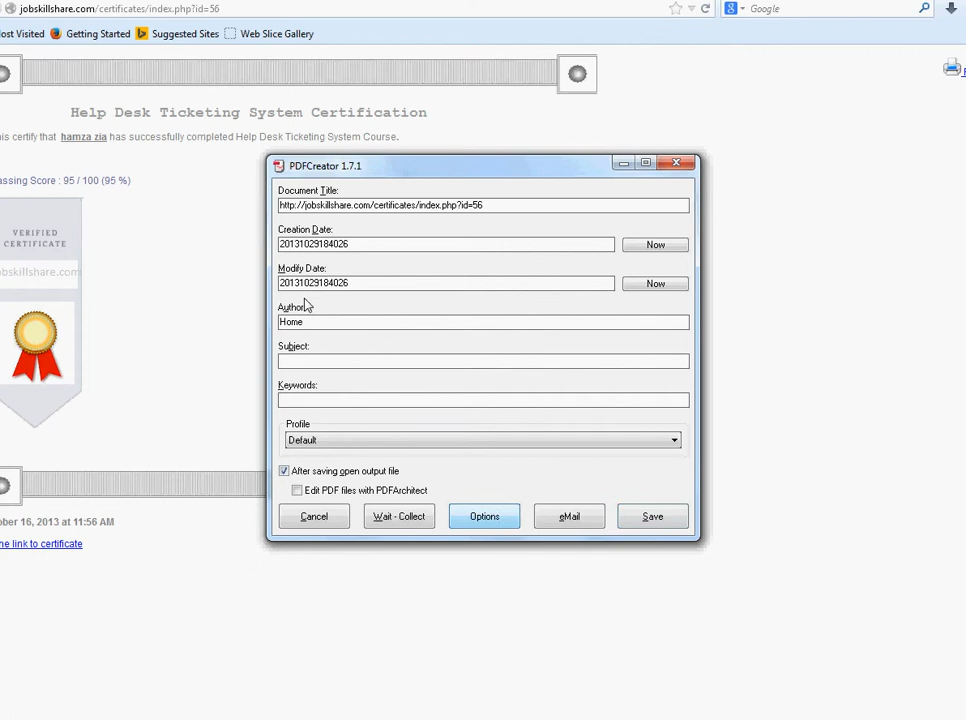 jobskillshare.com/certificates/index.php?id=56
Google
ost Visited Getting Started Suggested Sites Web Slice Gallery
Help Desk Ticketing System Certification
his certify that hamza zia has successfully completed Help Desk Ticketing System Course.
assing Score : 95 / 100 (95 %)
VERIFIED
CERTIFICATE
jobskillshare.com
PDFCreator 1.7.1
Document Title:
http://jobskillshare.com/certificates/index.php?id=56
Creation Date:
20131029184026 Now
Modify Date:
20131029184026 Now
Author:
Home
Subject:
Keywords:
Profile
Default
After saving open output file
Edit PDF files with PDFArchitect
Cancel Wait - Collect Options eMail Save
ober 16, 2013 at 11:56 AM
he link to certificate